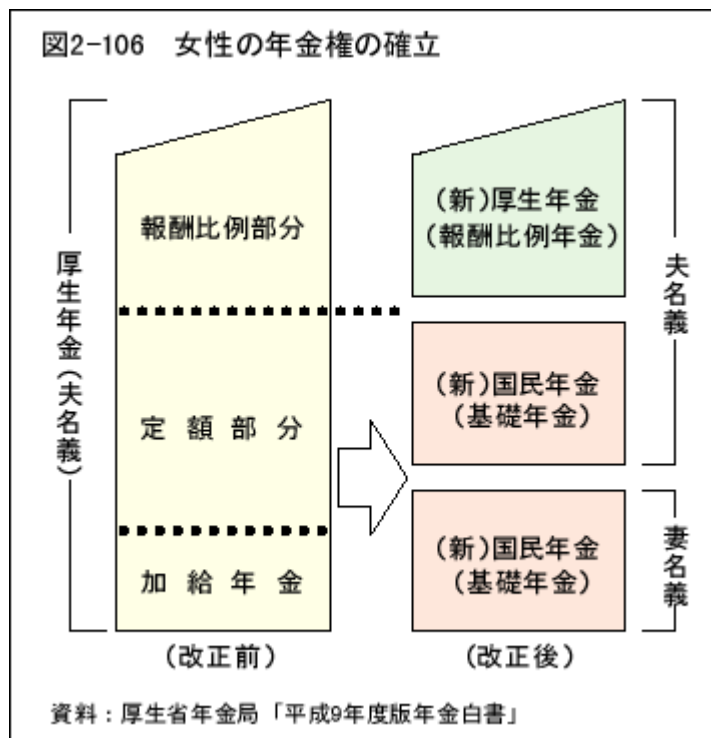 図2-106　女性の年金権の確立
厚生年金(夫名義)
報酬比例部分
定額部分
加給年金
(改正前)
(新)厚生年金
(報酬比例年金)
(新)国民年金
(基礎年金)
(新)国民年金
(基礎年金)
(改正後)
夫名義
妻名義
資料：厚生省年金局「平成9年度版年金白書」